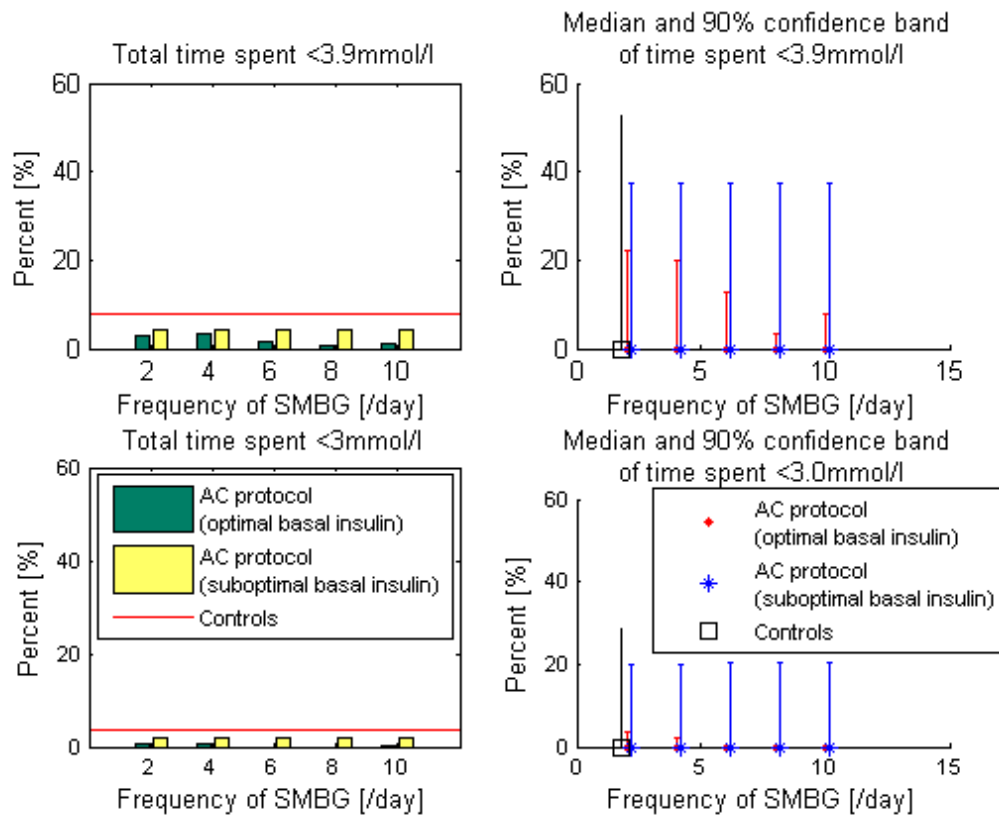 Total time spent <3.9mmol/l
60
40
20
0
Percent [%]
2 4 6 8 10
Frequency of SMBG [/day]
Median and 90% confidence band
of time spent <3.9mmol/l
60
40
20
0
Percent [%]
0 5 10 15
Frequency of SMBG [/day]
Total time spent <3mmol/l
60
40
20
0
Percent [%]
AC protocol
(optimal basal insulin)
AC protocol
(suboptimal basal insulin)
Controls
2 4 6 8 10
Frequency of SMBG [/day]
Median and 90% confidence band
of time spent <3.0mmol/l
60
40
20
0
Percent [%]
AC protocol
(optimal basal insulin)
AC protocol
(suboptimal basal insulin)
Controls
0 5 10 15
Frequency of SMBG [/day]